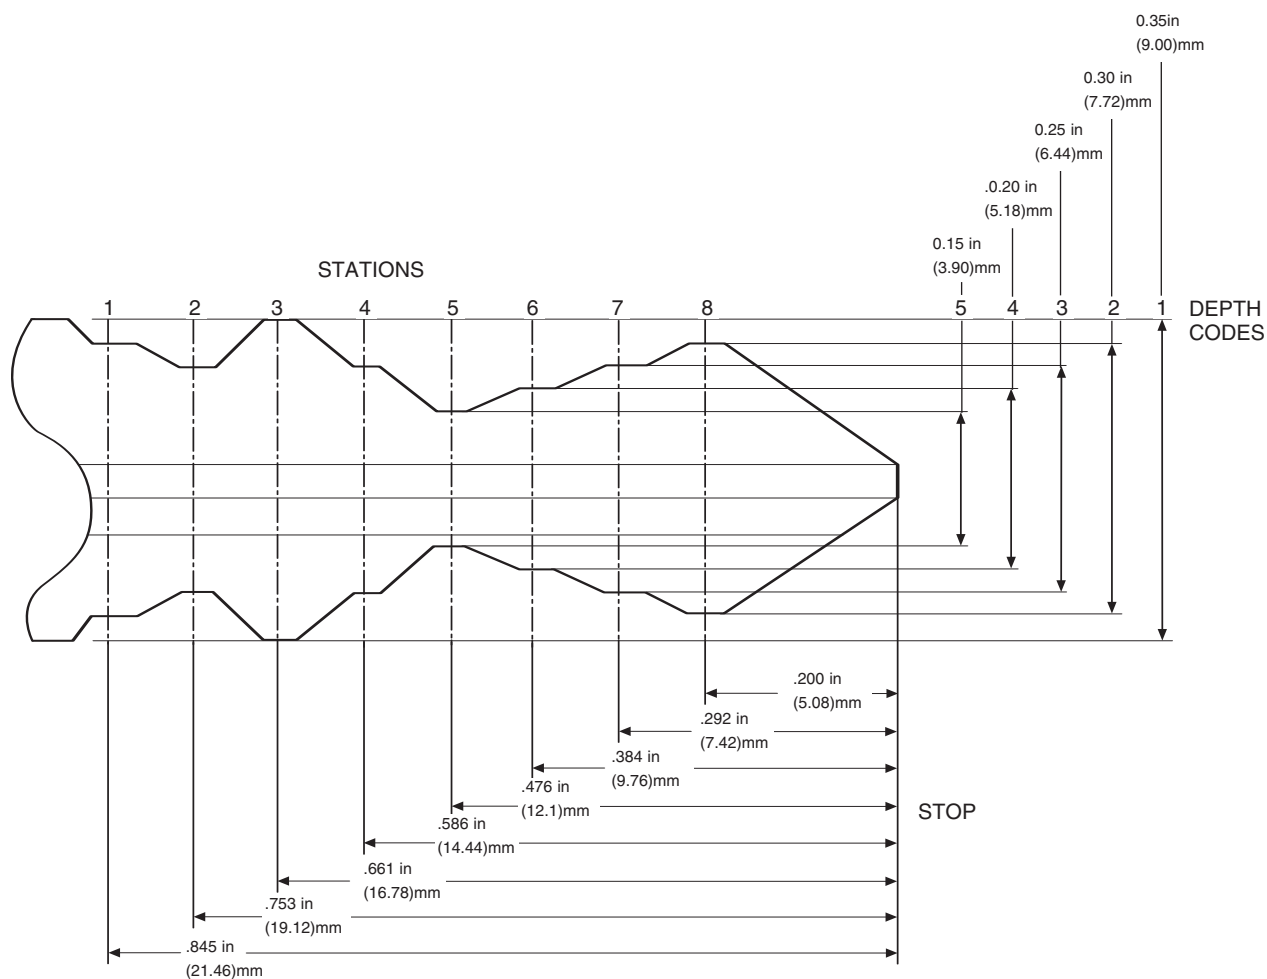 0.35in
(9.00)mm
0.30 in
(7.72)mm
0.25 in
(6.44)mm
.0.20 in
(5.18)mm
0.15 in
(3.90)mm
STATIONS
1 2 3 4 5 6 7 8 5 4 3 2 1 DEPTH
CODES
.200 in
(5.08)mm
.292 in
(7.42)mm
.384 in
(9.76)mm
.476 in
(12.1)mm
STOP
.586 in
(14.44)mm
.661 in
(16.78)mm
.753 in
(19.12)mm
.845 in
(21.46)mm